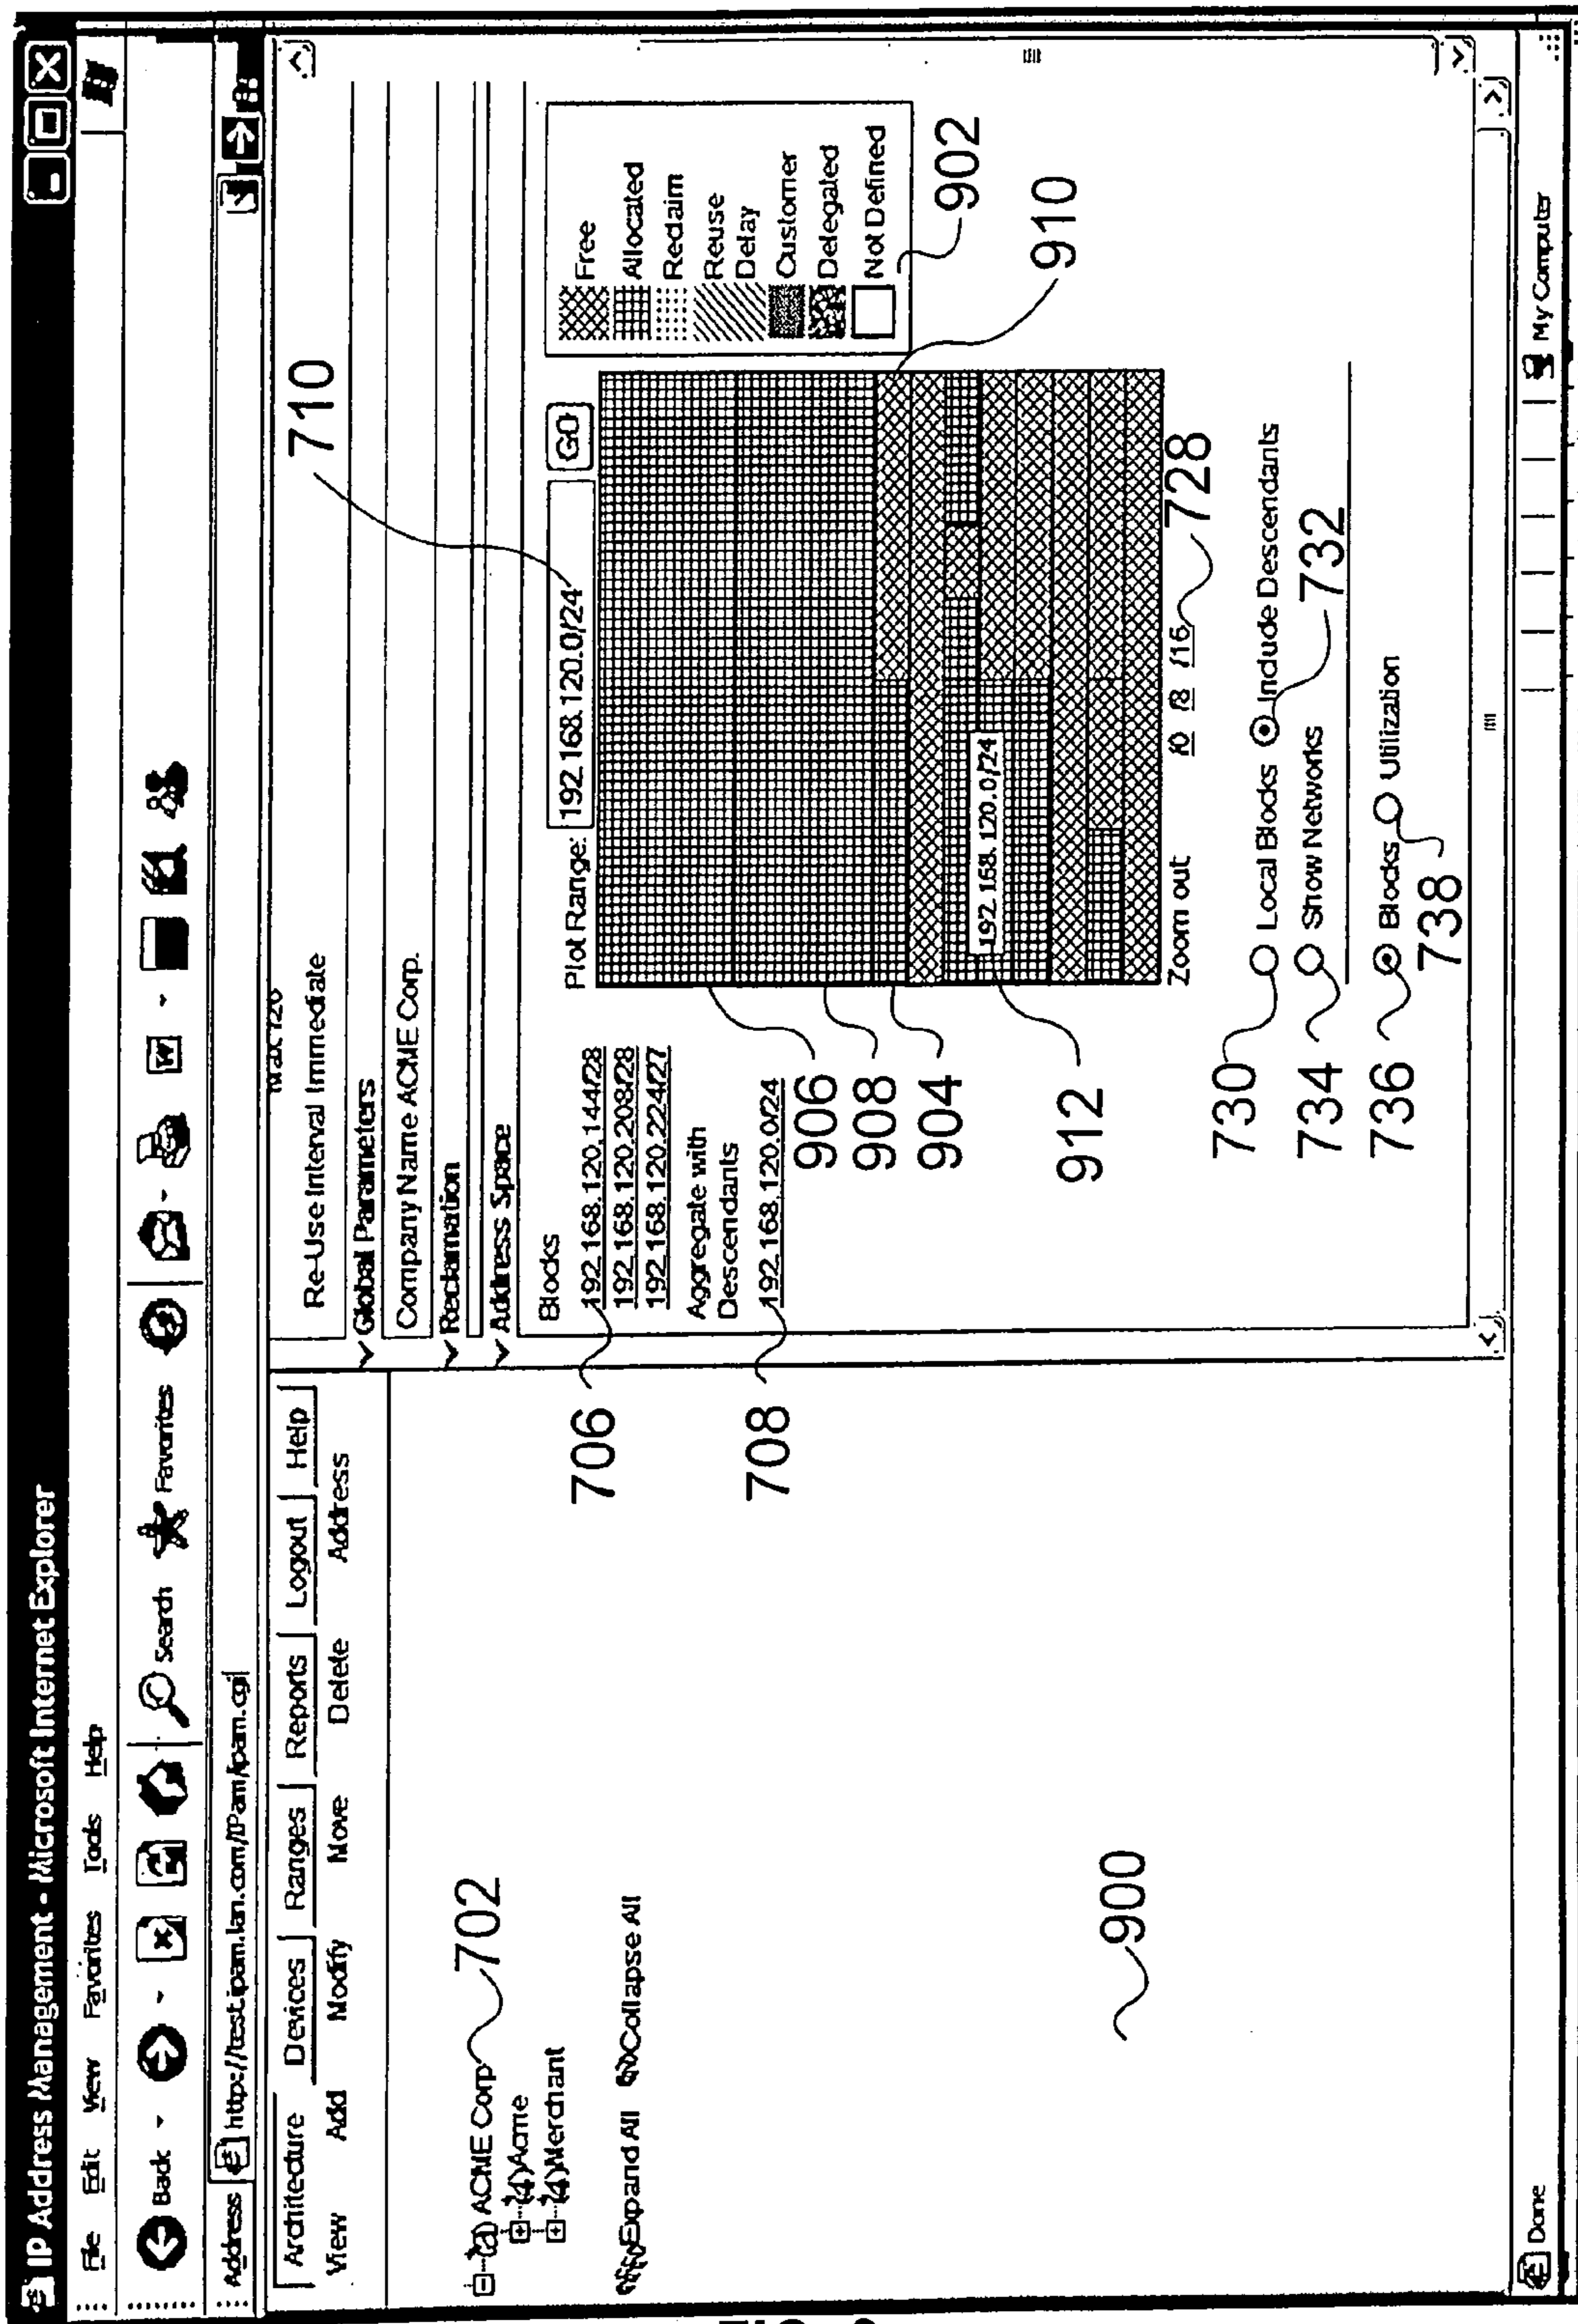 IP Address Management - Microsoft Internet Explorer
File Edit View Favorites Tools Help
Back Search Favorites
Address http://test.ipam.lan.com/IPam/ipam.cgi
Architecture Devices Ranges Reports Logout Help
View Add Modify Move Delete Address
ACME Corp 702
(4)Acme
(4)Merchant
Expand All Collapse All
900
Re-Use Interval Immediate
710
Global Parameters
Company Name ACME Corp.
Reclamation
Address Space
Blocks
706
192.168.120.144/28
192.168.120.208/28
192.168.120.224/27
Aggregate with
Descendants
708
192.168.120.0/24
Plot Range: 192.168.120.0/24 GO
Free
Allocated
Reclaim
Reuse
Delay
Customer
Delegated
Not Defined
902
910
906
908
904
912
192.168.120.0/24
Zoom out /0 /8 /16
728
730 Local Blocks Include Descendants
734 Show Networks 732
736 Blocks Utilization
738
Done My Computer